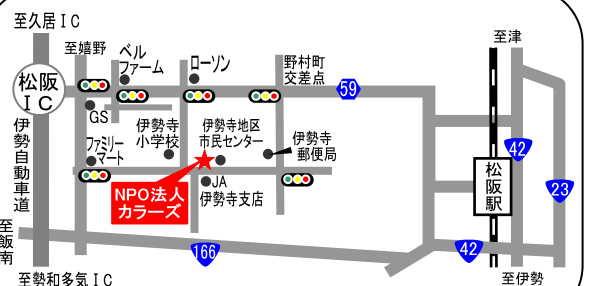 至久居IC
至嬉野
ベル
ファーム
ローソン
野村町
交差点
至津
松阪
IC
59
GS
伊勢寺
小学校
伊勢寺地区
市民センター
伊勢寺
郵便局
ファミリー
マート
伊勢自動車道
42
松阪駅
23
NPO法人
カラーズ
JA
伊勢寺支店
至飯南
166
42
至勢和多気IC
至伊勢